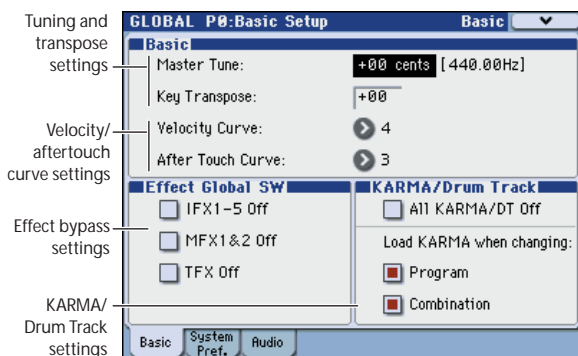 Tuning and
transpose
settings
Velocity/
aftertouch
curve settings
Effect bypass
settings
KARMA/
Drum Track
settings
GLOBAL P0:Basic Setup Basic
Basic
Master Tune: +00 cents [440.00Hz]
Key Transpose: +00
Velocity Curve: 4
After Touch Curve: 3
Effect Global SW
IFX1-5 Off
MFX1&2 Off
TFX Off
KARMA/Drum Track
All KARMA/DT Off
Load KARMA when changing:
Program
Combination
Basic
System
Pref.
Audio